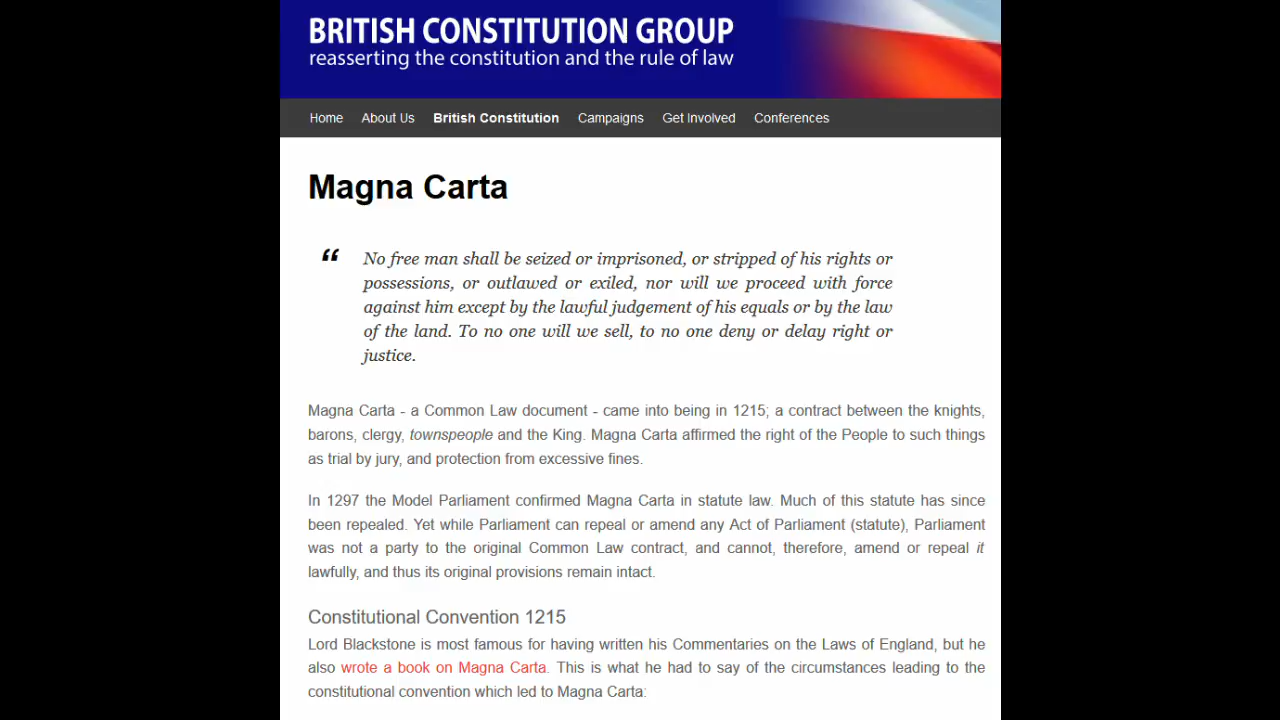 BRITISH CONSTITUTION GROUP
reasserting the constitution and the rule of law
Home About Us British Constitution Campaigns Get Involved Conferences
Magna Carta
“ No free man shall be seized or imprisoned, or stripped of his rights or
possessions, or outlawed or exiled, nor will we proceed with force
against him except by the lawful judgement of his equals or by the law
of the land. To no one will we sell, to no one deny or delay right or
justice.
Magna Carta - a Common Law document - came into being in 1215; a contract between the knights,
barons, clergy, townspeople and the King. Magna Carta affirmed the right of the People to such things
as trial by jury, and protection from excessive fines.
In 1297 the Model Parliament confirmed Magna Carta in statute law. Much of this statute has since
been repealed. Yet while Parliament can repeal or amend any Act of Parliament (statute), Parliament
was not a party to the original Common Law contract, and cannot, therefore, amend or repeal it
lawfully, and thus its original provisions remain intact.
Constitutional Convention 1215
Lord Blackstone is most famous for having written his Commentaries on the Laws of England, but he
also wrote a book on Magna Carta. This is what he had to say of the circumstances leading to the
constitutional convention which led to Magna Carta: